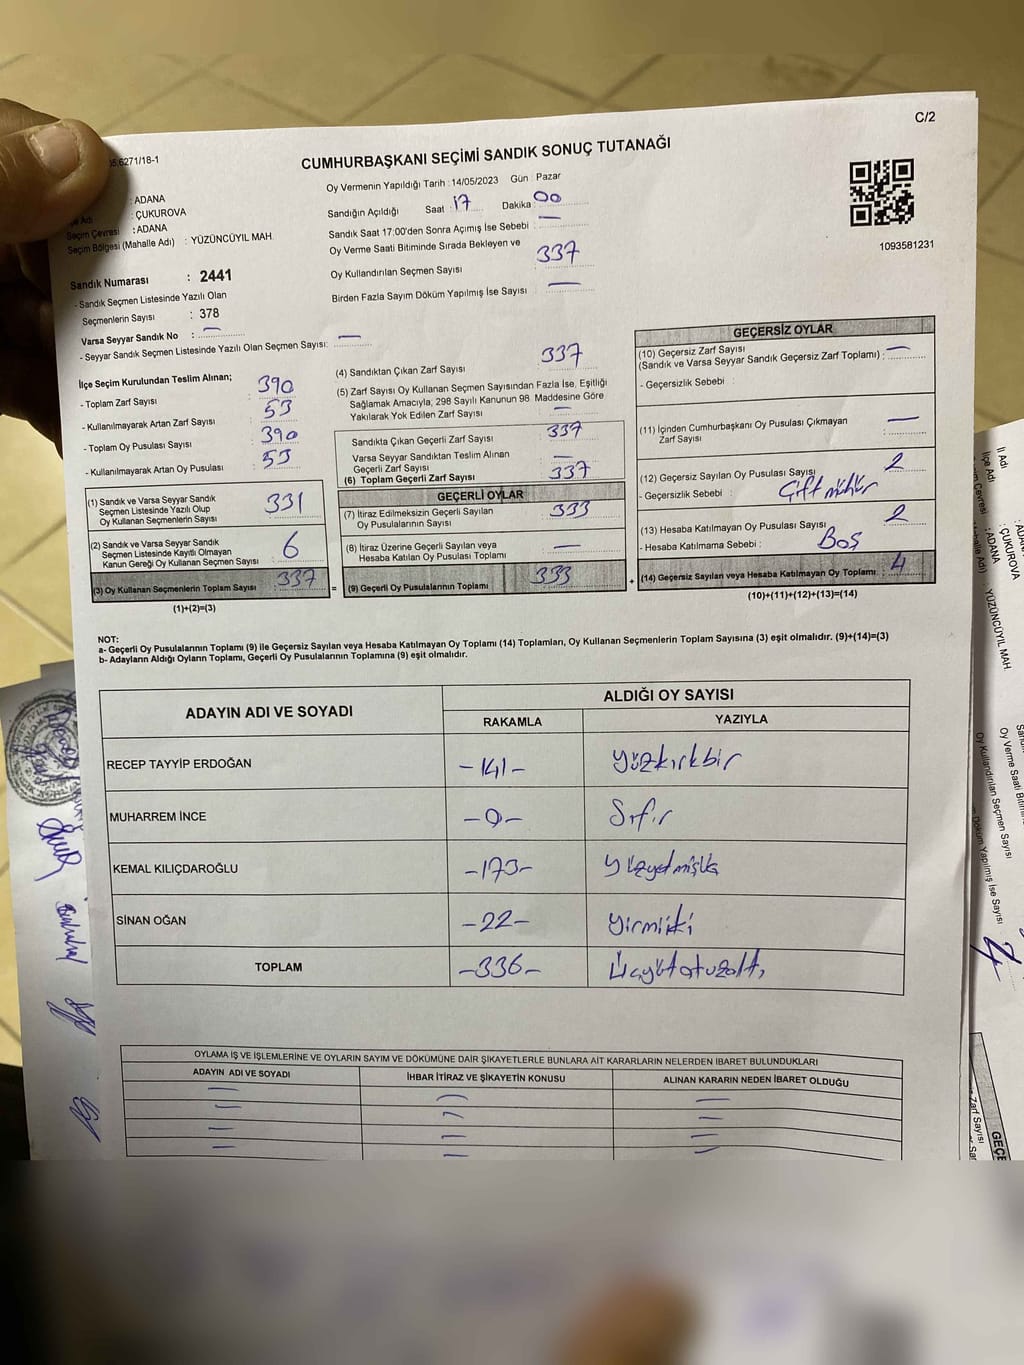 C/2
6271/18-1
CUMHURBAŞKANI SEÇİMİ SANDIK SONUÇ TUTANAĞI
: ADANA
İlçe Adı : ÇUKUROVA
Seçim Çevresi : ADANA
Seçim Bölgesi (Mahalle Adı) : YÜZÜNCÜYIL MAH.
Oy Vermenin Yapıldığı Tarih : 14/05/2023 Gün : Pazar
Sandığın Açıldığı Saat : 17 Dakika : 00
Sandık Saat 17:00'den Sonra Açımış İse Sebebi : —
Oy Verme Saati Bitiminde Sırada Bekleyen ve
Oy Kullandırılan Seçmen Sayısı : 337
Birden Fazla Sayım Döküm Yapılmış İse Sayısı : —
1093581231
Sandık Numarası : 2441
- Sandık Seçmen Listesinde Yazılı Olan
Seçmenlerin Sayısı : 378
Varsa Seyyar Sandık No : —
- Seyyar Sandık Seçmen Listesinde Yazılı Olan Seçmen Sayısı: —
İlçe Seçim Kurulundan Teslim Alınan;
- Toplam Zarf Sayısı : 390
- Kullanılmayarak Artan Zarf Sayısı : 53
- Toplam Oy Pusulası Sayısı : 390
- Kullanılmayarak Artan Oy Pusulası : 53
(1) Sandık ve Varsa Seyyar Sandık
Seçmen Listesinde Yazılı Olup
Oy Kullanan Seçmenlerin Sayısı : 331
(2) Sandık ve Varsa Seyyar Sandık
Seçmen Listesinde Kayıtlı Olmayan
Kanun Gereği Oy Kullanan Seçmen Sayısı : 6
(3) Oy Kullanan Seçmenlerin Toplam Sayısı : 337
(1)+(2)=(3)
(4) Sandıktan Çıkan Zarf Sayısı : 337
(5) Zarf Sayısı Oy Kullanan Seçmen Sayısından Fazla İse, Eşitliği
Sağlamak Amacıyla; 298 Sayılı Kanunun 98. Maddesine Göre
Yakılarak Yok Edilen Zarf Sayısı : —
Sandıkta Çıkan Geçerli Zarf Sayısı : 337
Varsa Seyyar Sandıktan Teslim Alınan
Geçerli Zarf Sayısı : —
(6) Toplam Geçerli Zarf Sayısı : 337
GEÇERLİ OYLAR
(7) İtiraz Edilmeksizin Geçerli Sayılan
Oy Pusulalarının Sayısı : 333
(8) İtiraz Üzerine Geçerli Sayılan veya
Hesaba Katılan Oy Pusulası Toplamı : —
= (9) Geçerli Oy Pusulalarının Toplamı : 333
GEÇERSİZ OYLAR
(10) Geçersiz Zarf Sayısı
(Sandık ve Varsa Seyyar Sandık Geçersiz Zarf Toplamı) : —
- Geçersizlik Sebebi :
(11) İçinden Cumhurbaşkanı Oy Pusulası Çıkmayan
Zarf Sayısı : —
(12) Geçersiz Sayılan Oy Pusulası Sayısı : 2
- Geçersizlik Sebebi : Çift mühür
(13) Hesaba Katılmayan Oy Pusulası Sayısı : 2
- Hesaba Katılmama Sebebi : Boş
+ (14) Geçersiz Sayılan veya Hesaba Katılmayan Oy Toplamı : 4
(10)+(11)+(12)+(13)=(14)
NOT:
a- Geçerli Oy Pusulalarının Toplamı (9) ile Geçersiz Sayılan veya Hesaba Katılmayan Oy Toplamı (14) Toplamları, Oy Kullanan Seçmenlerin Toplam Sayısına (3) eşit olmalıdır. (9)+(14)=(3)
b- Adayların Aldığı Oyların Toplamı, Geçerli Oy Pusulalarının Toplamına (9) eşit olmalıdır.
ADAYIN ADI VE SOYADI ALDIĞI OY SAYISI
RAKAMLA YAZIYLA
RECEP TAYYİP ERDOĞAN -141- Yüzkırkbir
MUHARREM İNCE -0- Sıfır
KEMAL KILIÇDAROĞLU -173-
SİNAN OĞAN -22- Yirmiiki
TOPLAM -336-
OYLAMA İŞ VE İŞLEMLERİNE VE OYLARIN SAYIM VE DÖKÜMÜNE DAİR ŞİKAYETLERLE BUNLARA AİT KARARLARIN NELERDEN İBARET BULUNDUKLARI
ADAYIN ADI VE SOYADI İHBAR İTİRAZ VE ŞİKAYETİN KONUSU ALINAN KARARIN NEDEN İBARET OLDUĞU
İl Adı : ADANA
İlçe Adı : ÇUKUROVA
: ADANA
YÜZÜNCÜYIL MAH.
Oy Verme Saati
Oy Kullandırılan Seçmen Sayısı
Döküm Yapılmış İse Sayısı
Zarf Sayısı